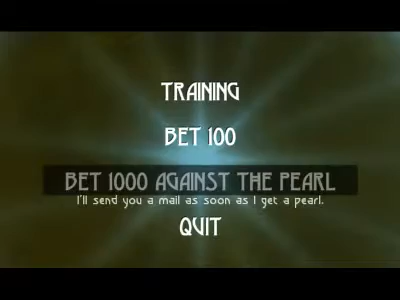 TRAINING
BET 100
BET 1000 AGAINST THE PEARL
I'll send you a mail as soon as I get a pearl.
QUIT